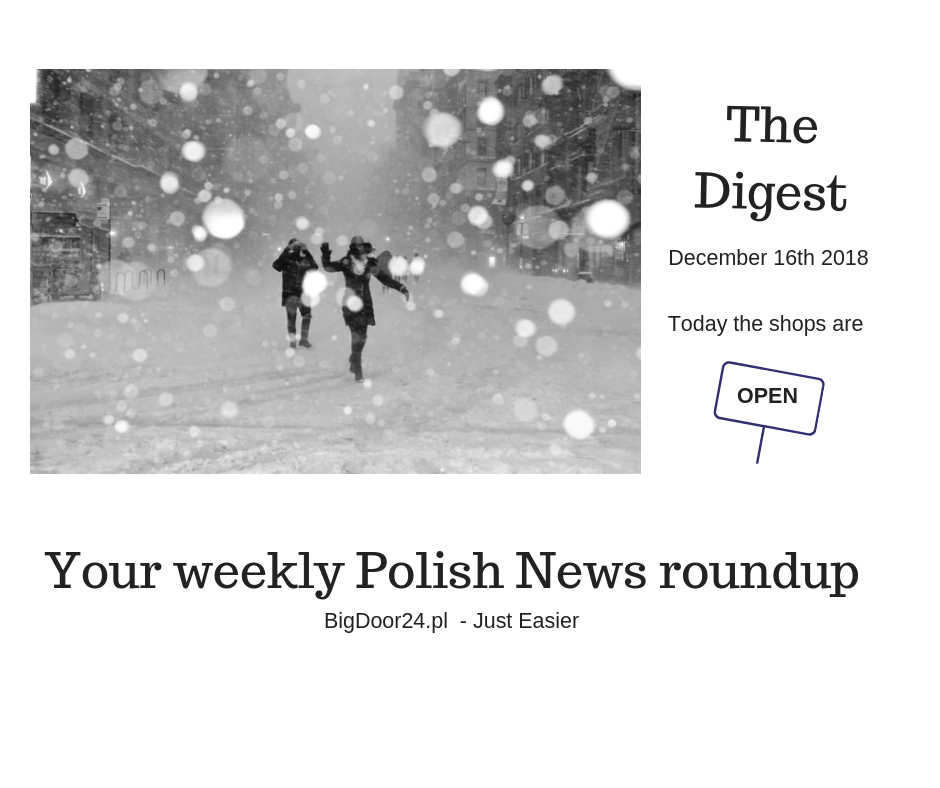 The
Digest
December 16th 2018
Today the shops are
OPEN
Your weekly Polish News roundup
BigDoor24.pl  - Just Easier